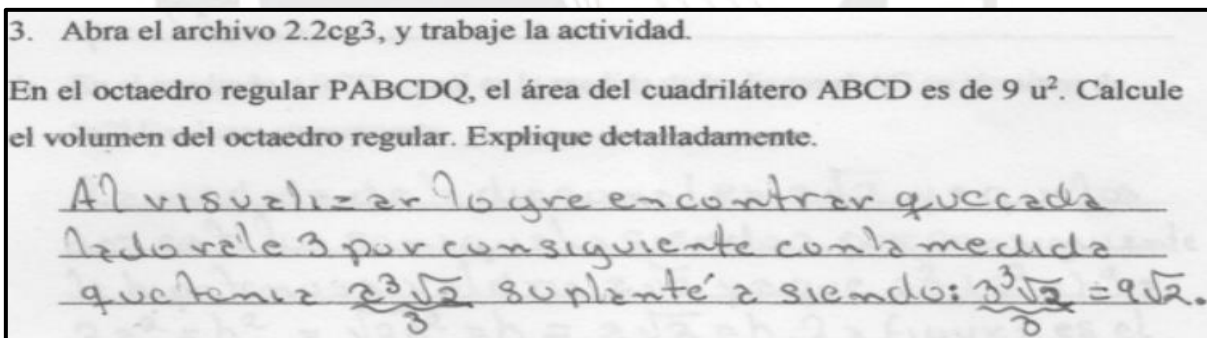 3. Abra el archivo 2.2cg3, y trabaje la actividad.
En el octaedro regular PABCDQ, el área del cuadrilátero ABCD es de 9 u². Calcule
el volumen del octaedro regular. Explique detalladamente.
Al visualizar logre encontrar que cada
lado vale 3 por consiguiente con la medida
que tenia a³√2/3 suplanté a siendo: 3³√2/3 = 9√2.